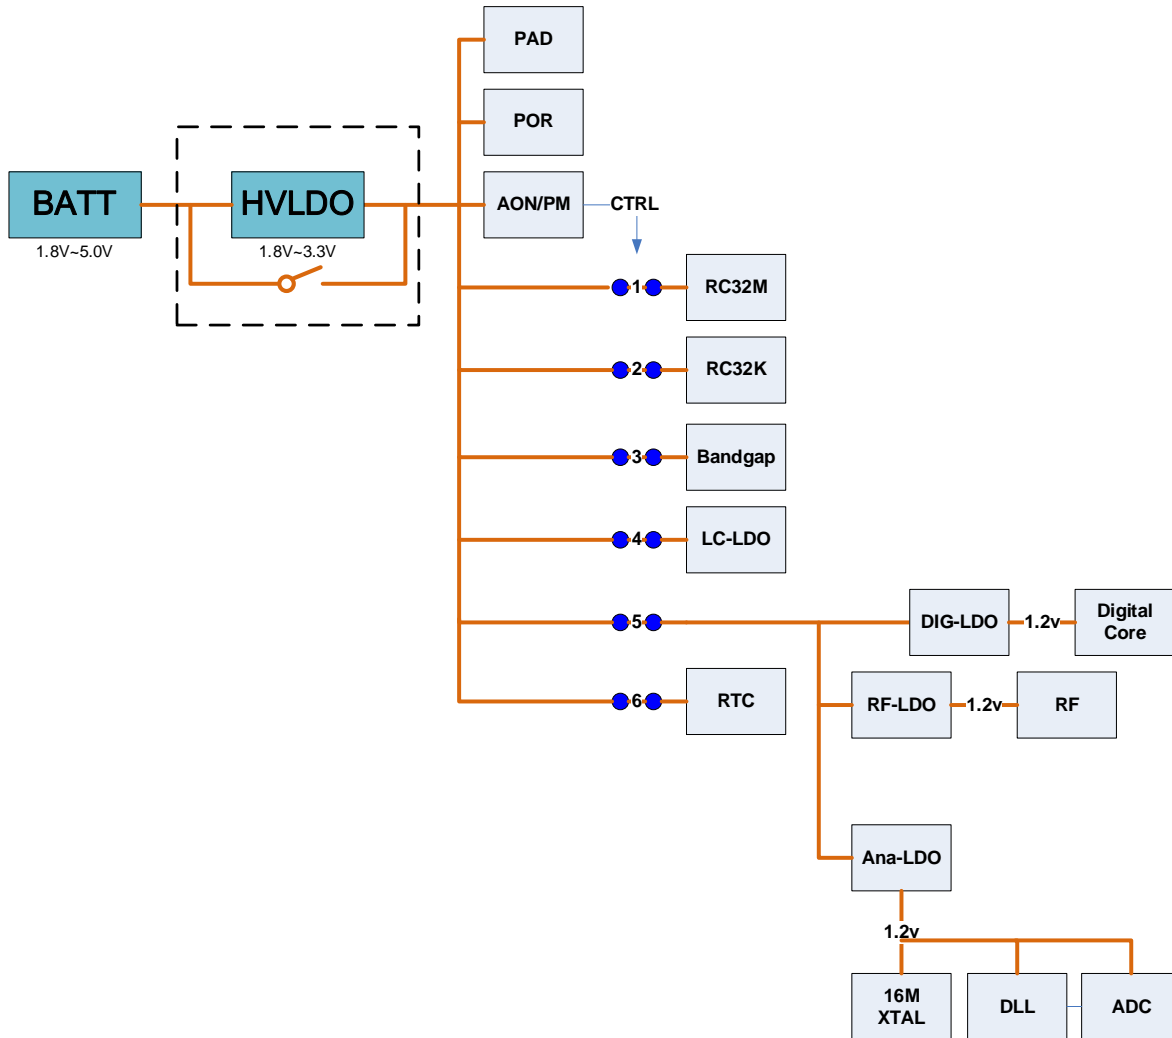 PAD
POR
BATT
HVLDO
AON/PM
CTRL
1.8V~5.0V
1.8V~3.3V
1
RC32M
2
RC32K
3
Bandgap
4
LC-LDO
5
DIG-LDO
1.2v
Digital
Core
6
RTC
RF-LDO
1.2v
RF
Ana-LDO
1.2v
16M
XTAL
DLL
ADC